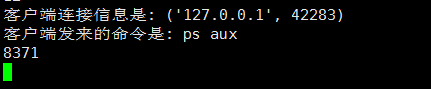 客户端连接信息是: ('127.0.0.1', 42283)
客户端发来的命令是: ps aux
8371